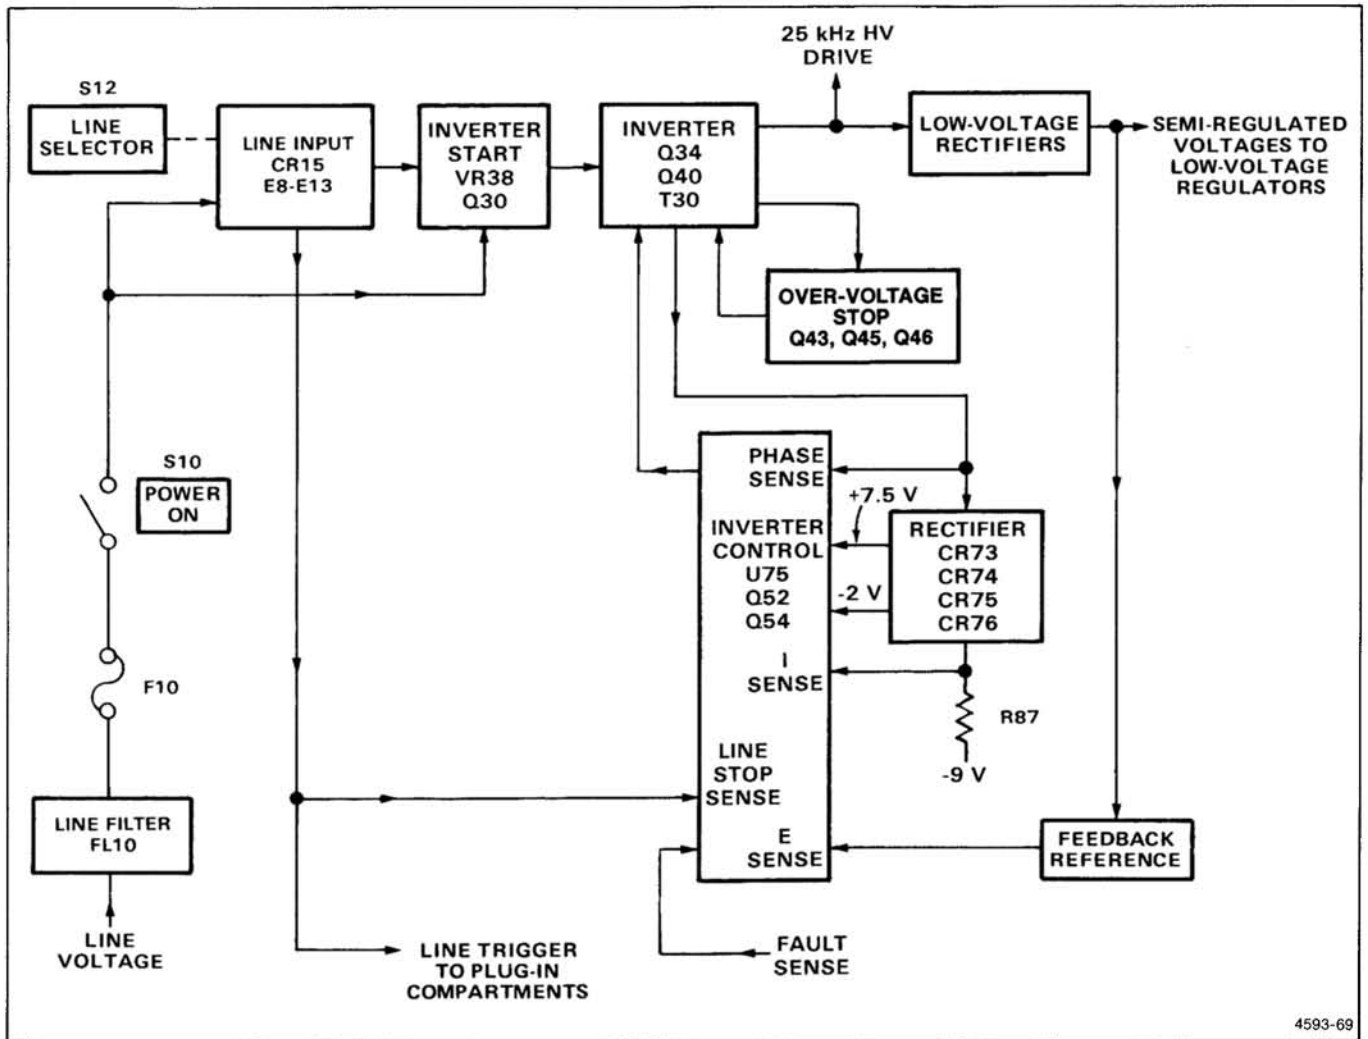 25 kHz HV
DRIVE
S12
LINE
SELECTOR
LINE INPUT
CR15
E8-E13
INVERTER
START
VR38
Q30
INVERTER
Q34
Q40
T30
LOW-VOLTAGE
RECTIFIERS
SEMI-REGULATED
VOLTAGES TO
LOW-VOLTAGE
REGULATORS
OVER-VOLTAGE
STOP
Q43, Q45, Q46
S10
POWER
ON
F10
LINE FILTER
FL10
LINE
VOLTAGE
PHASE
SENSE
+7.5 V
INVERTER
CONTROL
U75
Q52
Q54
-2 V
RECTIFIER
CR73
CR74
CR75
CR76
I
SENSE
R87
-9 V
LINE
STOP
SENSE
E
SENSE
FEEDBACK
REFERENCE
LINE TRIGGER
TO PLUG-IN
COMPARTMENTS
FAULT
SENSE
4593-69